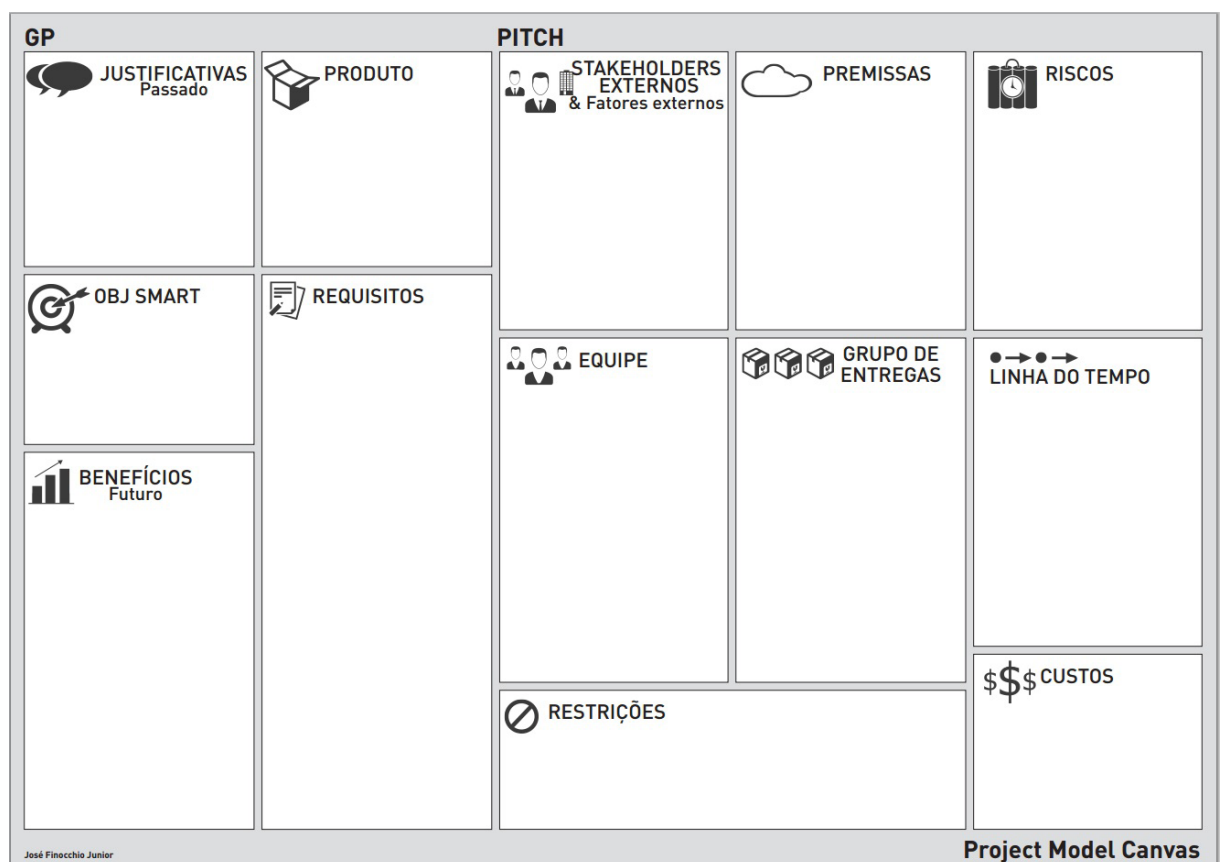 GP
PITCH
JUSTIFICATIVAS
Passado
PRODUTO
STAKEHOLDERS
EXTERNOS
& Fatores externos
PREMISSAS
RISCOS
OBJ SMART
REQUISITOS
EQUIPE
GRUPO DE
ENTREGAS
LINHA DO TEMPO
BENEFÍCIOS
Futuro
RESTRIÇÕES
$$$ CUSTOS
José Finocchio Junior
Project Model Canvas